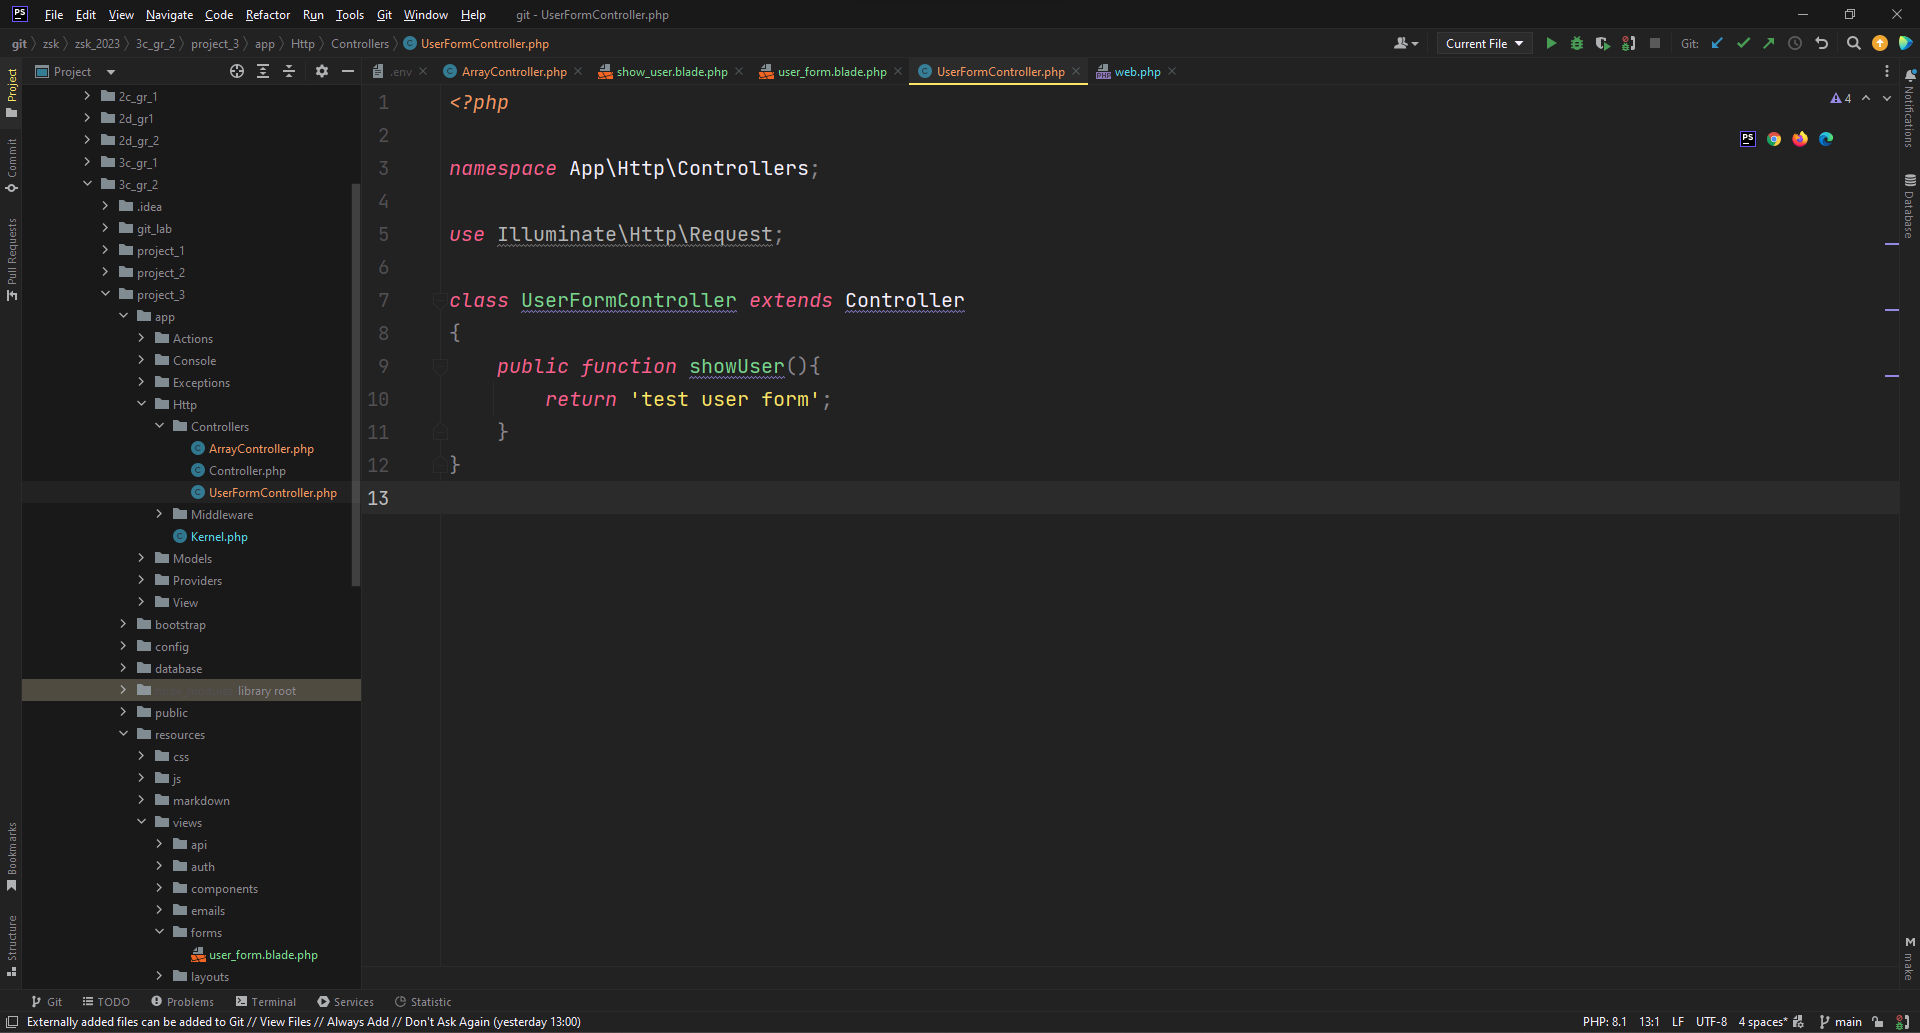 PS File Edit View Navigate Code Refactor Run Tools Git Window Help git - UserFormController.php
git zsk zsk_2023 3c_gr_2 project_3 app Http Controllers UserFormController.php Current File Git:
Project
.env ArrayController.php show_user.blade.php user_form.blade.php UserFormController.php web.php
Project
Commit
Pull Requests
Bookmarks
Structure
2c_gr_1
2d_gr1
2d_gr_2
3c_gr_1
3c_gr_2
.idea
git_lab
project_1
project_2
project_3
app
Actions
Console
Exceptions
Http
Controllers
ArrayController.php
Controller.php
UserFormController.php
Middleware
Kernel.php
Models
Providers
View
bootstrap
config
database
library root
public
resources
css
js
markdown
views
api
auth
components
emails
forms
user_form.blade.php
layouts
1 <?php
2
3 namespace App\Http\Controllers;
4
5 use Illuminate\Http\Request;
6
7 class UserFormController extends Controller
8 {
9 public function showUser(){
10 return 'test user form';
11 }
12 }
13
4
PS
Notifications
Database
M make
Git TODO Problems Terminal Services Statistic
Externally added files can be added to Git // View Files // Always Add // Don't Ask Again (yesterday 13:00) PHP: 8.1 13:1 LF UTF-8 4 spaces* main